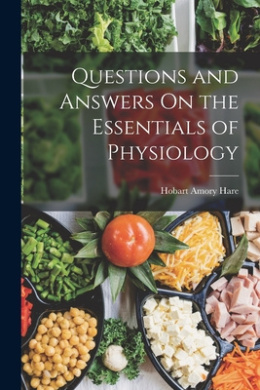 Questions and
Answers On the
Essentials of
Physiology
Hobart Amory Hare